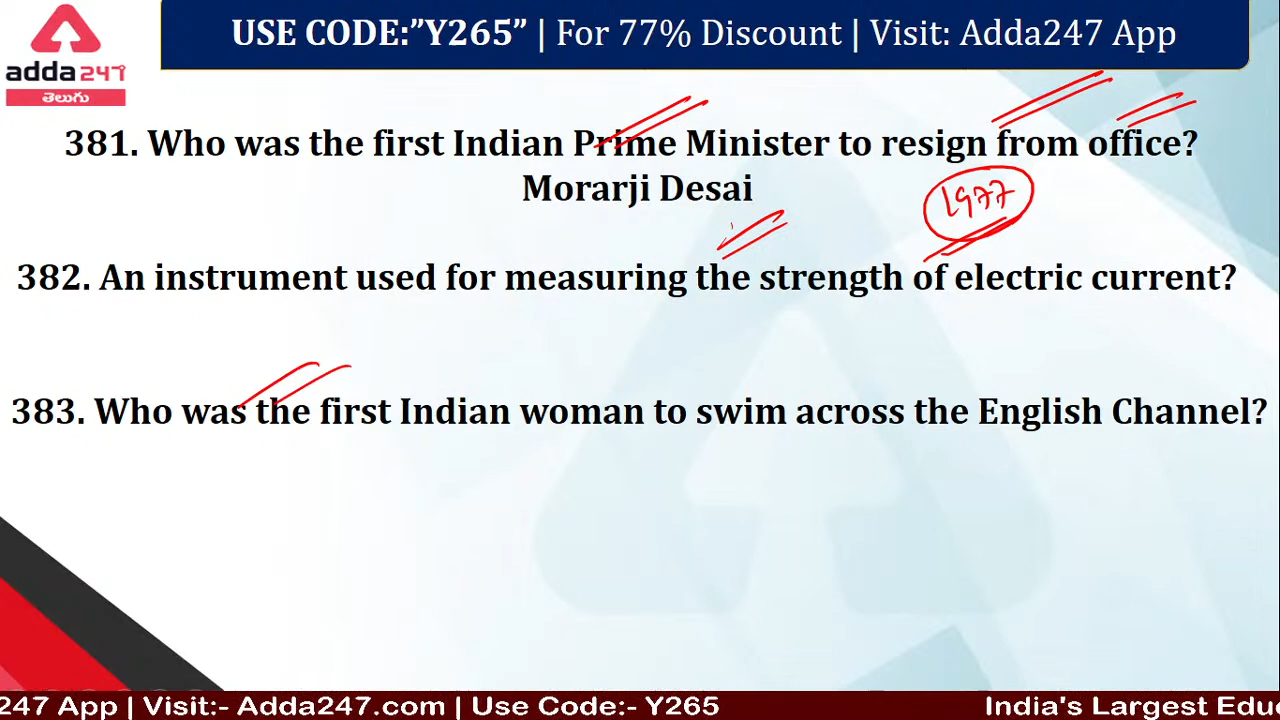 USE CODE:”Y265” | For 77% Discount | Visit: Adda247 App
adda247
తెలుగు
381. Who was the first Indian Prime Minister to resign from office?
Morarji Desai
1977
382. An instrument used for measuring the strength of electric current?
383. Who was the first Indian woman to swim across the English Channel?
247 App | Visit:- Adda247.com | Use Code:- Y265
India's Largest Edu